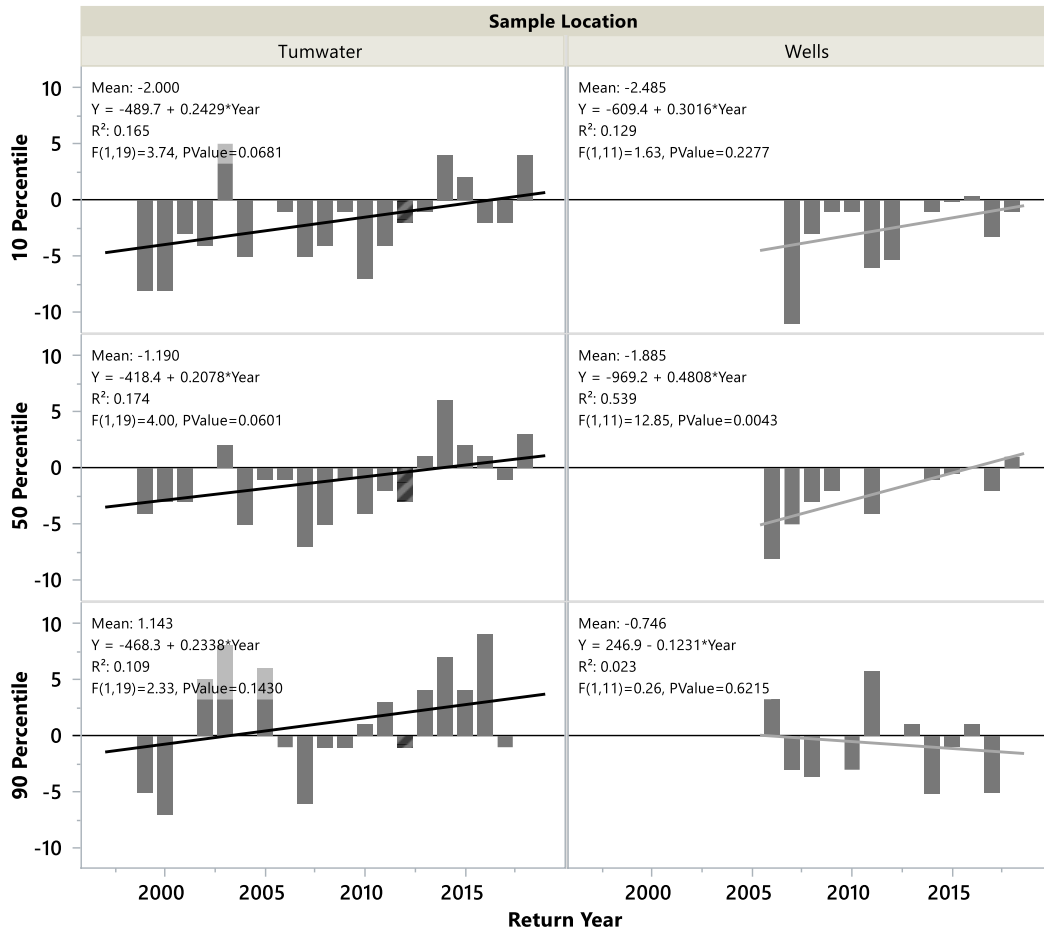 Sample Location
Tumwater
Wells
10 Percentile
10
5
0
-5
-10
Mean: -2.000
Y = -489.7 + 0.2429*Year
R²: 0.165
F(1,19)=3.74, PValue=0.0681
Mean: -2.485
Y = -609.4 + 0.3016*Year
R²: 0.129
F(1,11)=1.63, PValue=0.2277
50 Percentile
10
5
0
-5
-10
Mean: -1.190
Y = -418.4 + 0.2078*Year
R²: 0.174
F(1,19)=4.00, PValue=0.0601
Mean: -1.885
Y = -969.2 + 0.4808*Year
R²: 0.539
F(1,11)=12.85, PValue=0.0043
90 Percentile
10
5
0
-5
-10
Mean: 1.143
Y = -468.3 + 0.2338*Year
R²: 0.109
F(1,19)=2.33, PValue=0.1430
Mean: -0.746
Y = 246.9 - 0.1231*Year
R²: 0.023
F(1,11)=0.26, PValue=0.6215
2000 2005 2010 2015
2000 2005 2010 2015
Return Year